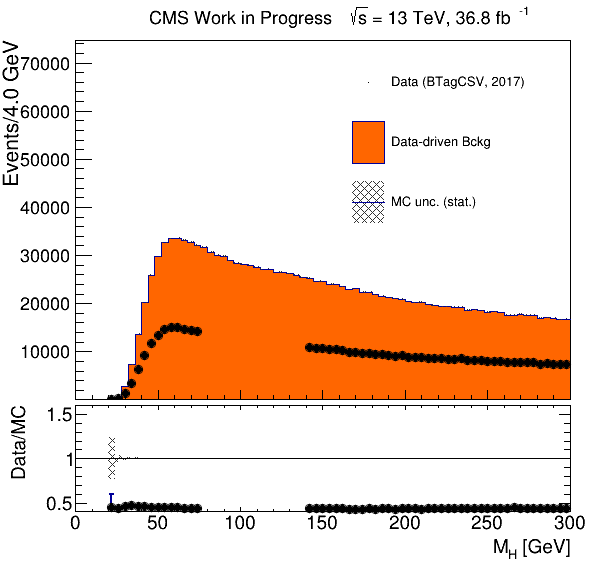 CMS Work in Progress √s = 13 TeV, 36.8 fb⁻¹
Events/4.0 GeV
70000
60000
50000
40000
30000
20000
10000
Data (BTagCSV, 2017)
Data-driven Bckg
MC unc. (stat.)
Data/MC
1.5
1
0.5
0 50 100 150 200 250 300
M_H [GeV]